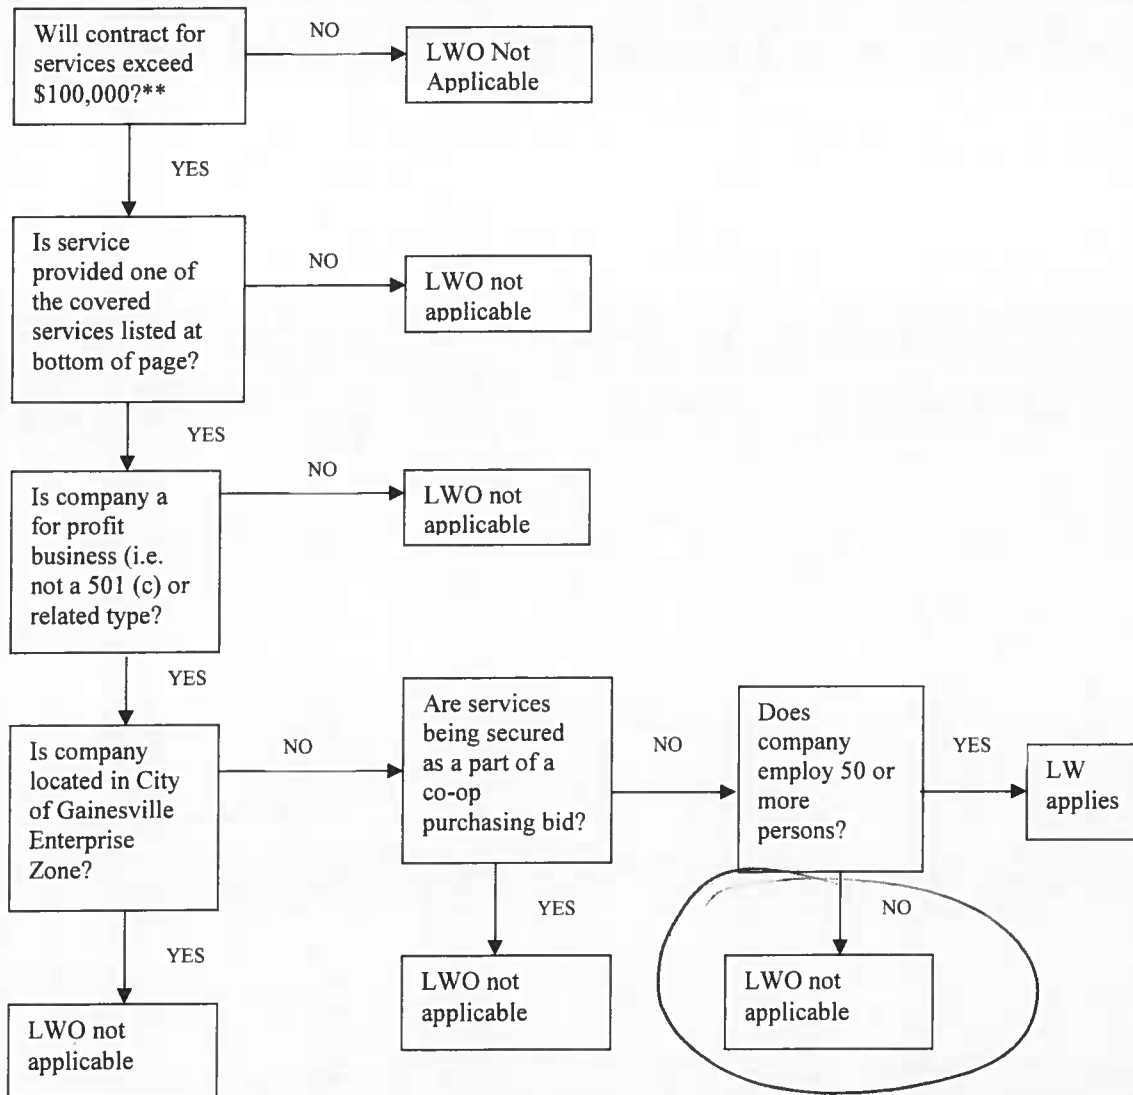 Will contract for
services exceed
$100,000?**
NO
LWO Not
Applicable
YES
Is service
provided one of
the covered
services listed at
bottom of page?
NO
LWO not
applicable
YES
Is company a
for profit
business (i.e.
not a 501 (c) or
related type?
NO
LWO not
applicable
YES
Is company
located in City
of Gainesville
Enterprise
Zone?
NO
Are services
being secured
as a part of a
co-op
purchasing bid?
NO
Does
company
employ 50 or
more
persons?
YES
LW
applies
YES
LWO not
applicable
YES
LWO not
applicable
NO
LWO not
applicable